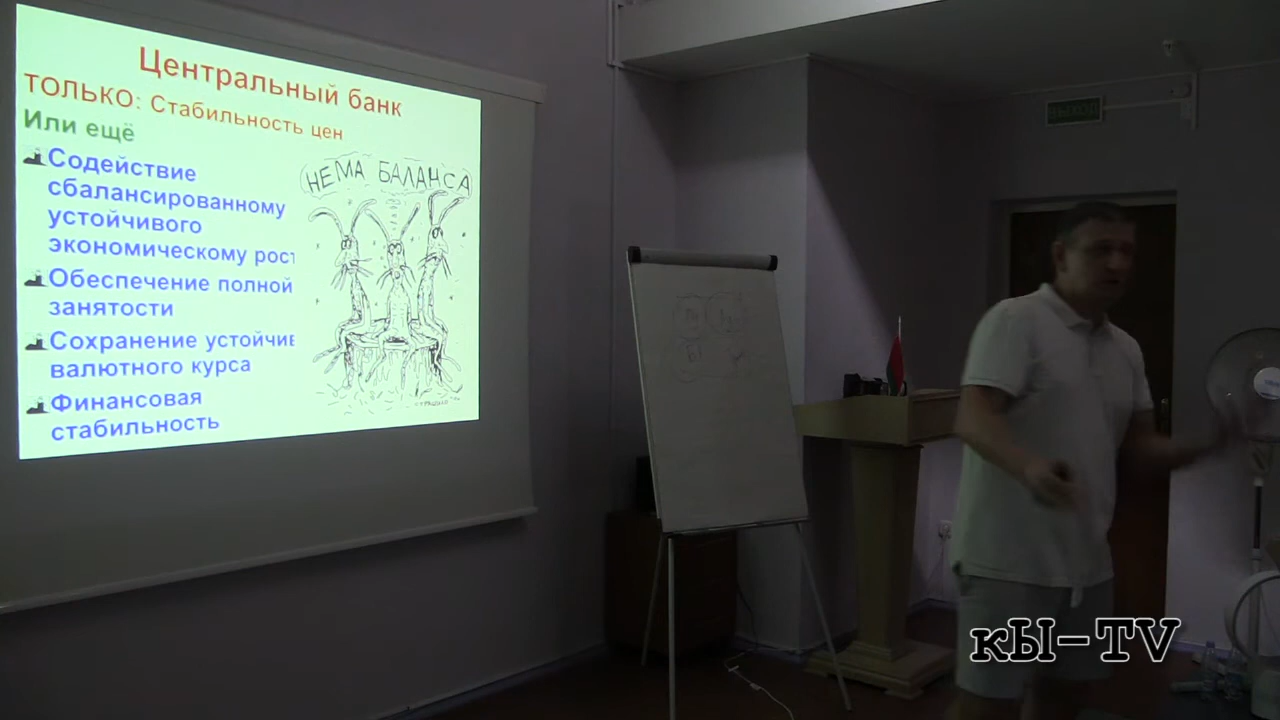 Центральный банк
ТОЛЬКО: Стабильность цен
Или ещё
Содействие
сбалансированному
устойчивого
экономическому рост
Обеспечение полной
занятости
Сохранение устойчив
валютного курса
Финансовая
стабильность
НЕМА БАЛАНСА
ВЫХОД
кЫ-TV